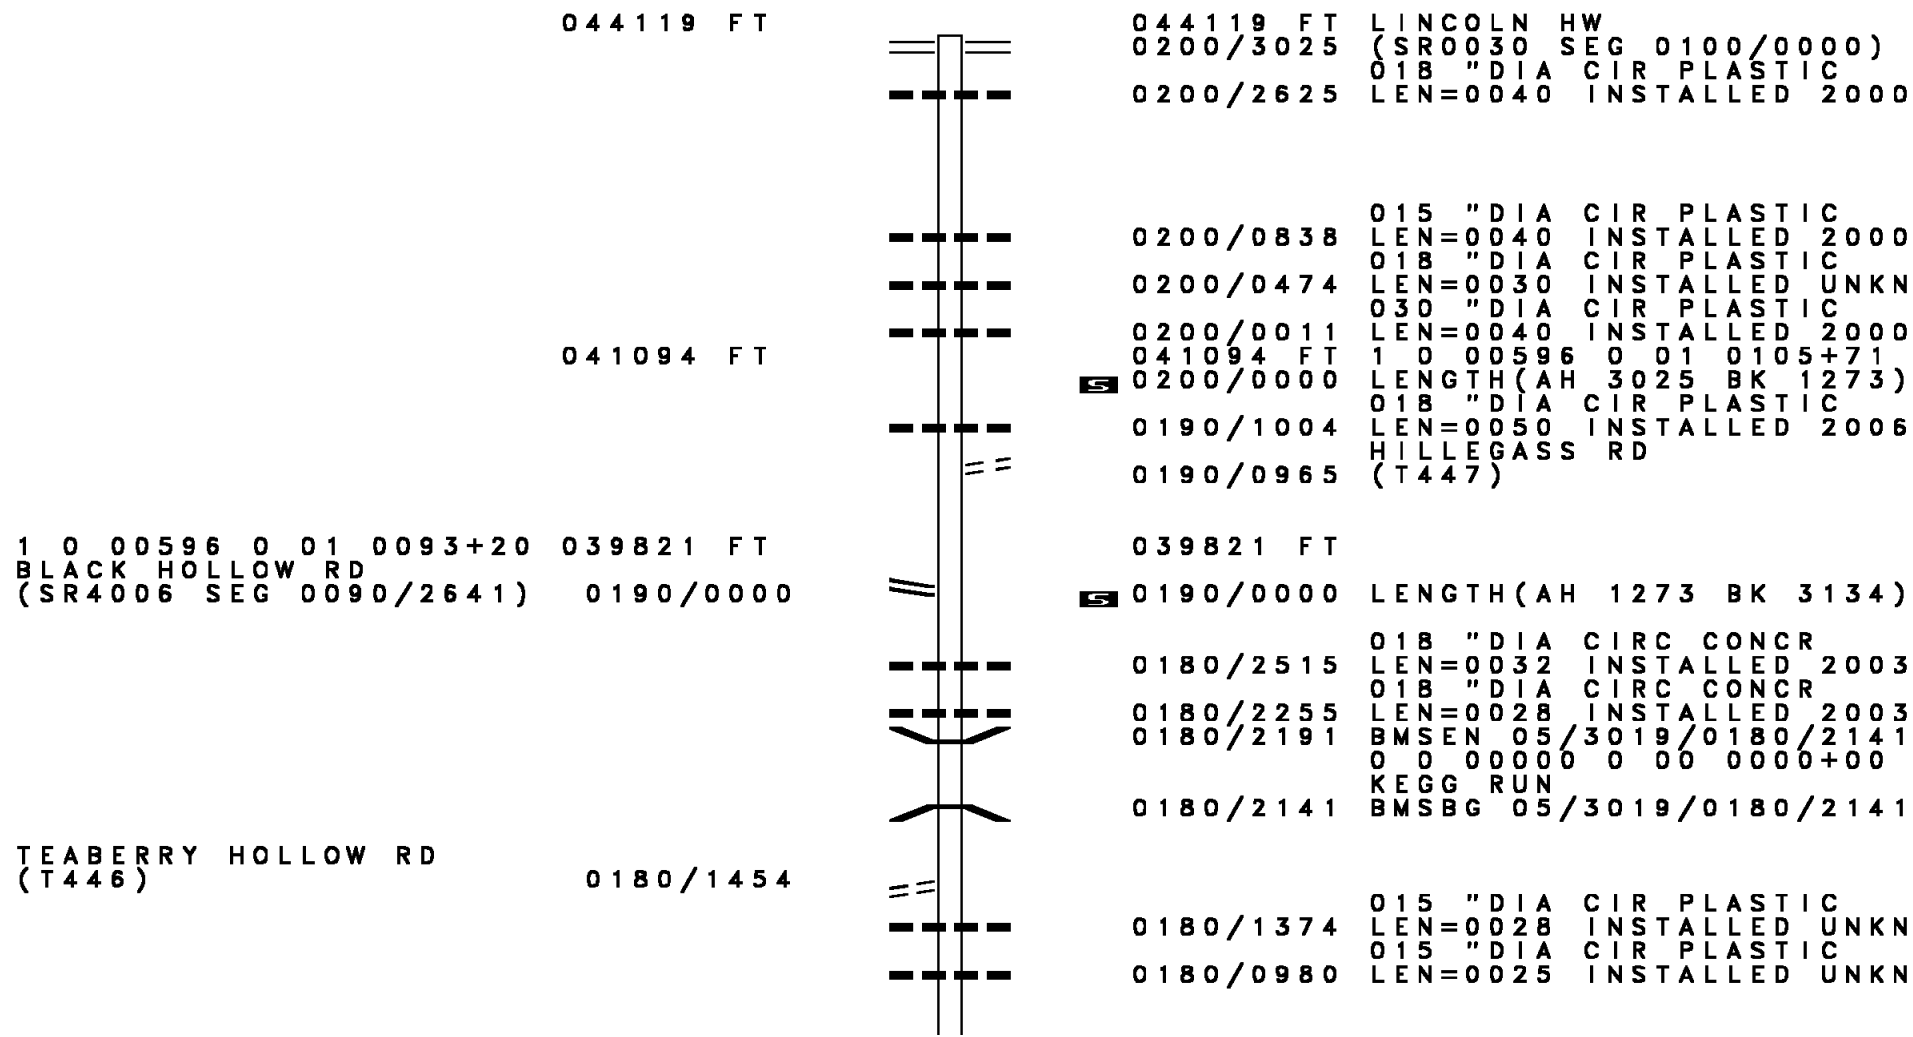 044119 FT 044119 FT LINCOLN HW
0200/3025 (SR0030 SEG 0100/0000)
018 "DIA CIR PLASTIC
0200/2625 LEN=0040 INSTALLED 2000
015 "DIA CIR PLASTIC
0200/0838 LEN=0040 INSTALLED 2000
018 "DIA CIR PLASTIC
0200/0474 LEN=0030 INSTALLED UNKN
030 "DIA CIR PLASTIC
0200/0011 LEN=0040 INSTALLED 2000
041094 FT 041094 FT 1 0 00596 0 01 0105+71
S 0200/0000 LENGTH(AH 3025 BK 1273)
018 "DIA CIR PLASTIC
0190/1004 LEN=0050 INSTALLED 2006
HILLEGASS RD
0190/0965 (T447)
1 0 00596 0 01 0093+20 039821 FT 039821 FT
BLACK HOLLOW RD
(SR4006 SEG 0090/2641) 0190/0000 S 0190/0000 LENGTH(AH 1273 BK 3134)
018 "DIA CIRC CONCR
0180/2515 LEN=0032 INSTALLED 2003
018 "DIA CIRC CONCR
0180/2255 LEN=0028 INSTALLED 2003
0180/2191 BMSEN 05/3019/0180/2141
0 0 00000 0 00 0000+00
KEGG RUN
0180/2141 BMSBG 05/3019/0180/2141
TEABERRY HOLLOW RD
(T446) 0180/1454
015 "DIA CIR PLASTIC
0180/1374 LEN=0028 INSTALLED UNKN
015 "DIA CIR PLASTIC
0180/0980 LEN=0025 INSTALLED UNKN